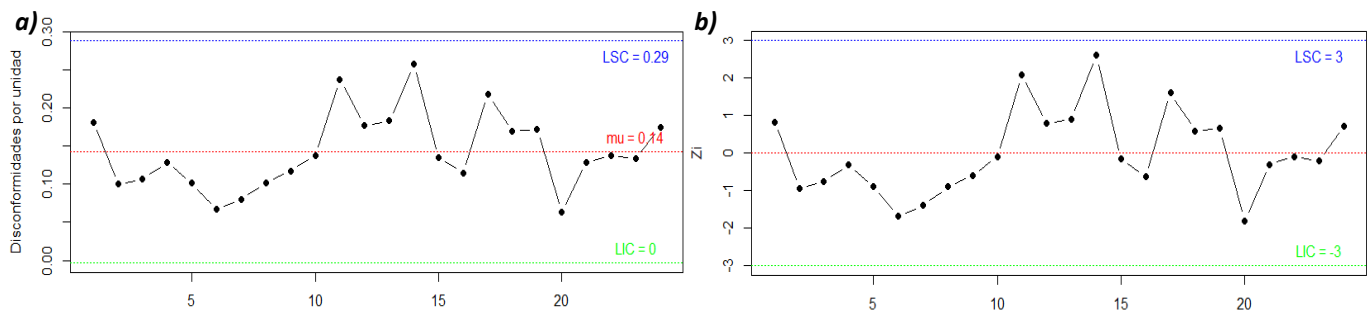 a)
Disconformidades por unidad
0.30
0.20
0.10
0.00
LSC = 0.29
mu = 0.14
LIC = 0
5
10
15
20
b)
Zi
3
2
1
0
-1
-2
-3
LSC = 3
LIC = -3
5
10
15
20